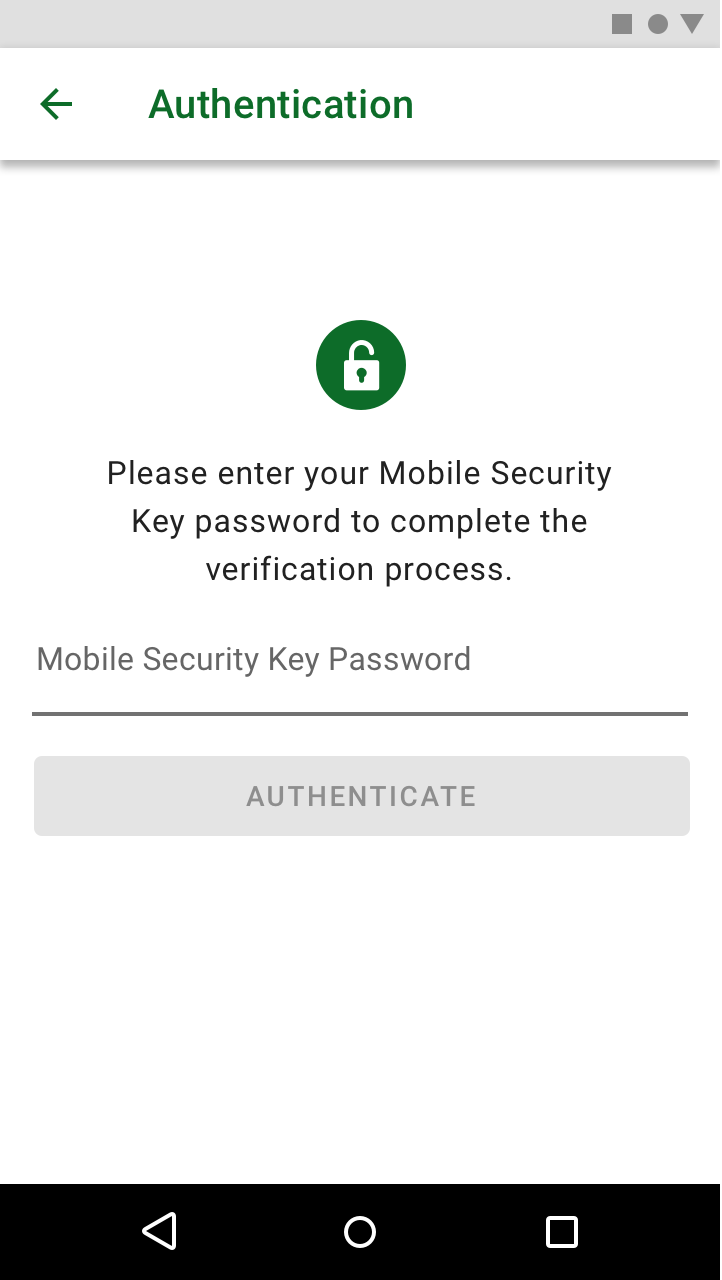 Authentication
Please enter your Mobile Security
Key password to complete the
verification process.
Mobile Security Key Password
AUTHENTICATE